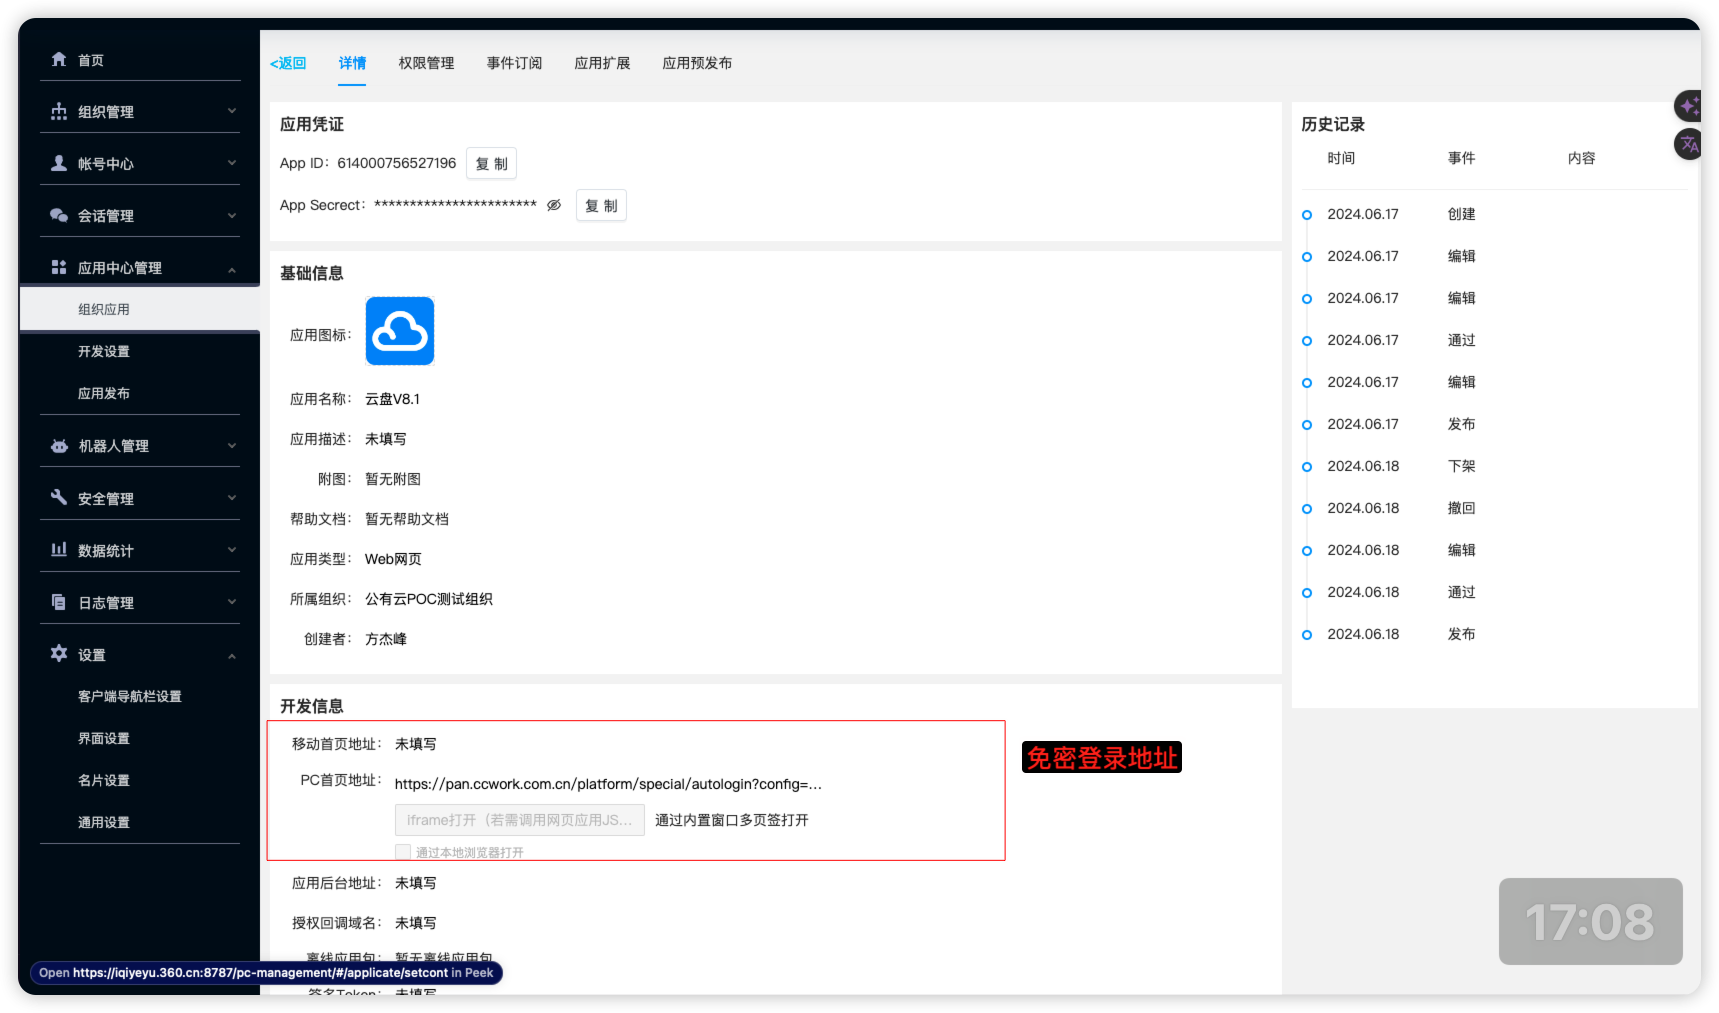 首页
组织管理
帐号中心
会话管理
应用中心管理
组织应用
开发设置
应用发布
机器人管理
安全管理
数据统计
日志管理
设置
客户端导航栏设置
界面设置
名片设置
通用设置
<返回 详情 权限管理 事件订阅 应用扩展 应用预发布
应用凭证
App ID: 614000756527196 复 制
App Secrect: *********************** 复 制
基础信息
应用图标:
应用名称: 云盘V8.1
应用描述: 未填写
附图: 暂无附图
帮助文档: 暂无帮助文档
应用类型: Web网页
所属组织: 公有云POC测试组织
创建者: 方杰峰
开发信息
移动首页地址: 未填写
PC首页地址: https://pan.ccwork.com.cn/platform/special/autologin?config=...
iframe打开（若需调用网页应用JS... 通过内置窗口多页签打开
通过本地浏览器打开
免密登录地址
应用后台地址: 未填写
授权回调域名: 未填写
离线应用包: 暂无离线应用包
签名Token: 未填写
历史记录
时间 事件 内容
2024.06.17 创建
2024.06.17 编辑
2024.06.17 编辑
2024.06.17 通过
2024.06.17 编辑
2024.06.17 发布
2024.06.18 下架
2024.06.18 撤回
2024.06.18 编辑
2024.06.18 通过
2024.06.18 发布
17:08
Open https://iqiyeyu.360.cn:8787/pc-management/#/applicate/setcont in Peek